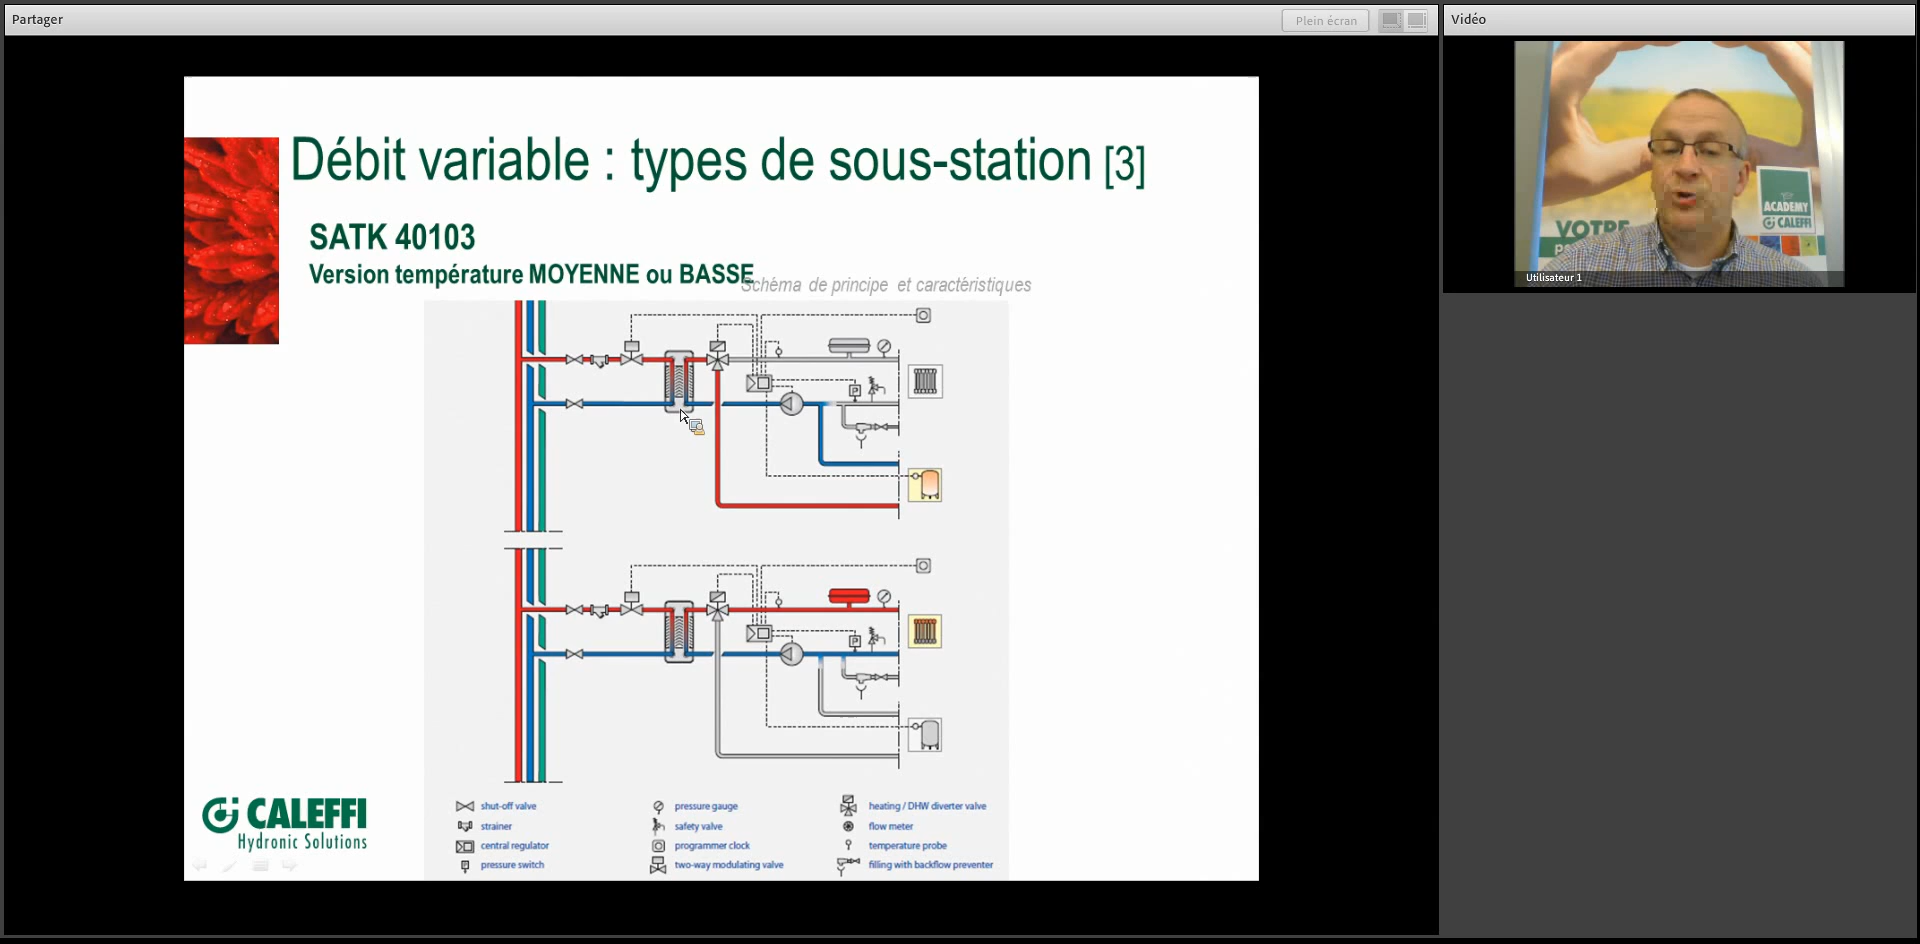 Partager
Plein écran
Vidéo
Débit variable : types de sous-station [3]
SATK 40103
Version température MOYENNE ou BASSE
Schéma de principe et caractéristiques
P
P
shut-off valve
strainer
central regulator
pressure switch
pressure gauge
safety valve
programmer clock
two-way modulating valve
heating / DHW diverter valve
flow meter
temperature probe
filling with backflow preventer
CALEFFI
Hydronic Solutions
VOTRE
ACADEMY
CALEFFI
Utilisateur 1